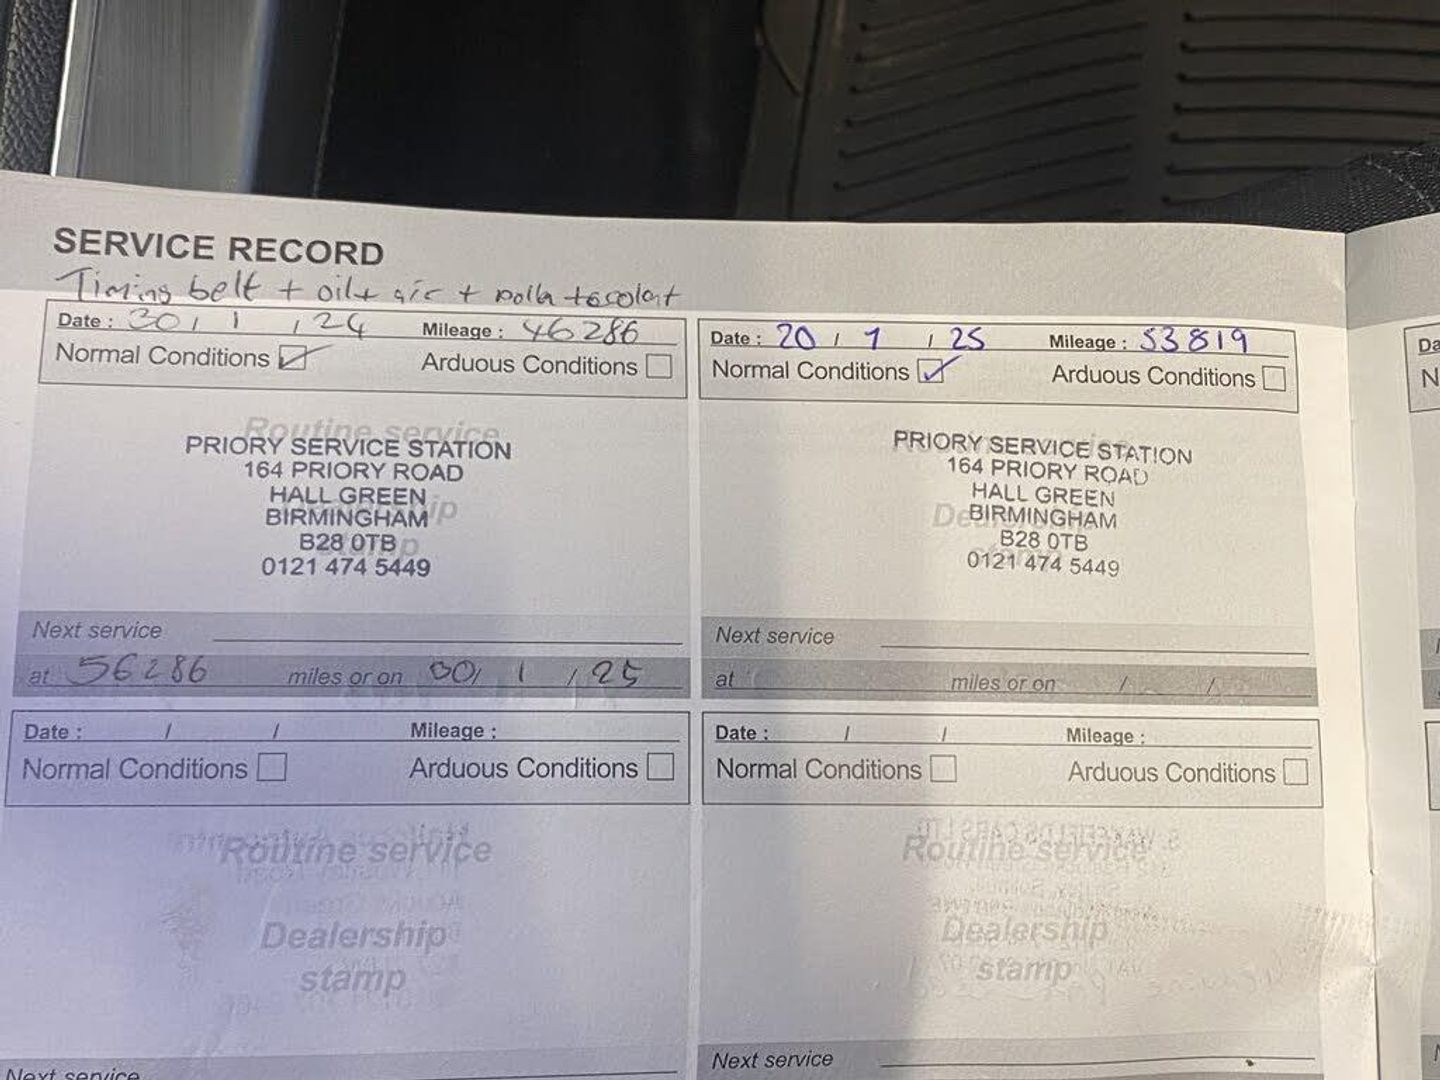 SERVICE RECORD
Timing belt + oil + air + pollen +
Date : 30 / 1 / 24 Mileage : 46286
Normal Conditions Arduous Conditions
Routine service
PRIORY SERVICE STATION
164 PRIORY ROAD
HALL GREEN
BIRMINGHAM
B28 0TB
0121 474 5449
Next service
at 56286 miles or on 30 / 1 / 25
Date : 20 / 1 / 25 Mileage : 53819
Normal Conditions Arduous Conditions
PRIORY SERVICE STATION
164 PRIORY ROAD
HALL GREEN
BIRMINGHAM
B28 0TB
0121 474 5449
Next service
at miles or on / /
Date : / / Mileage :
Normal Conditions Arduous Conditions
Routine service
Dealership
stamp
Next service
Date : / / Mileage :
Normal Conditions Arduous Conditions
Routine service
Dealership
stamp
Next service
Da
N